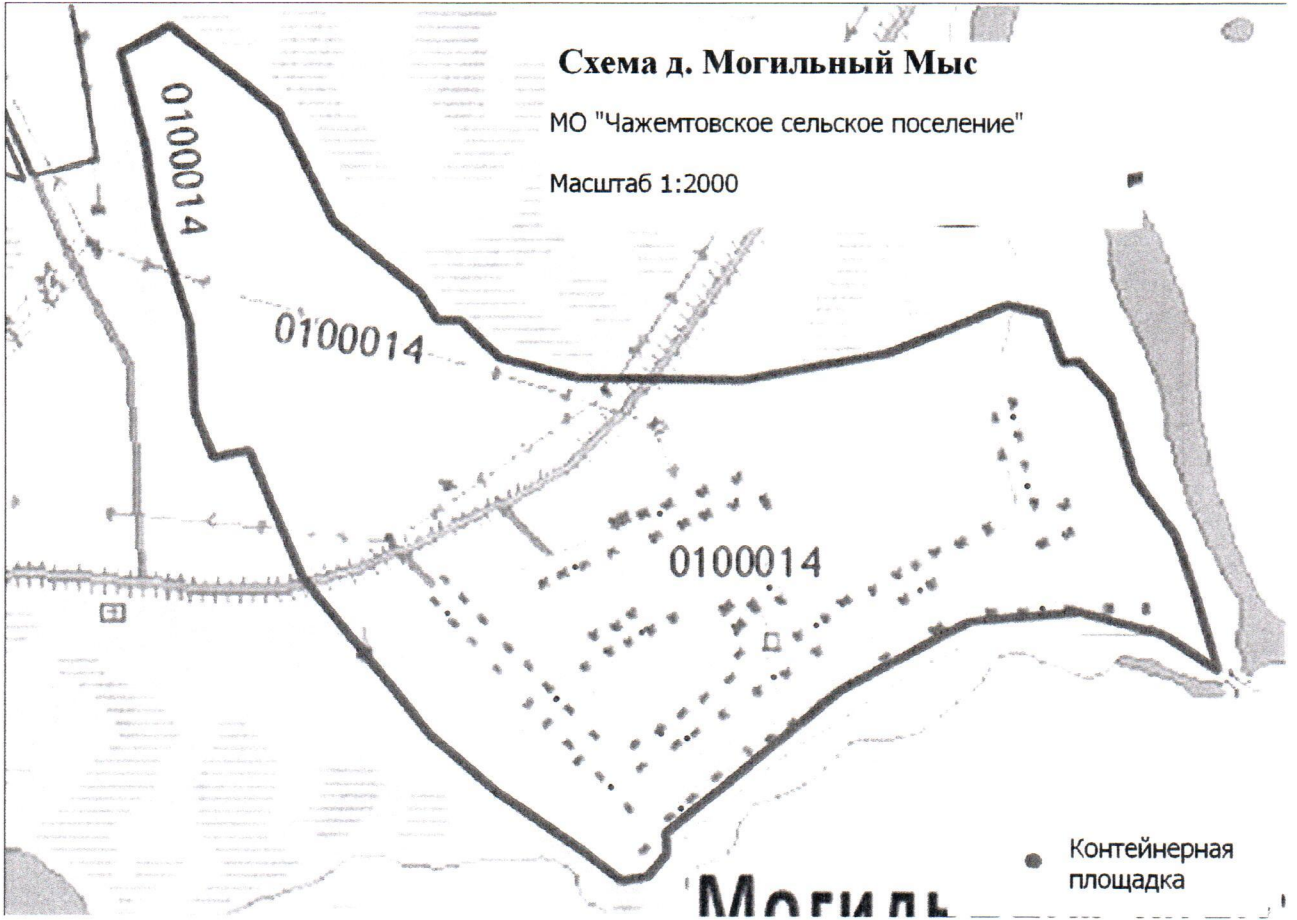 Схема д. Могильный Мыс
МО "Чажемтовское сельское поселение"
Масштаб 1:2000
0100014
0100014
0100014
Контейнерная
площадка